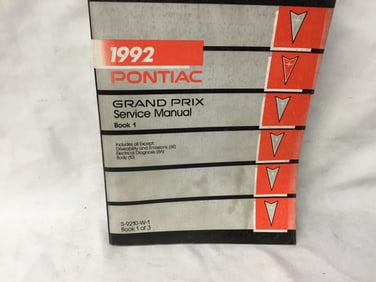 1992
PONTIAC
GRAND PRIX
Service Manual
Book 1
Includes all Except:
Driveability and Emissions (6E)
Electrical Diagnosis (8A)
Body (10)
S-9210-W-1
Book 1 of 3